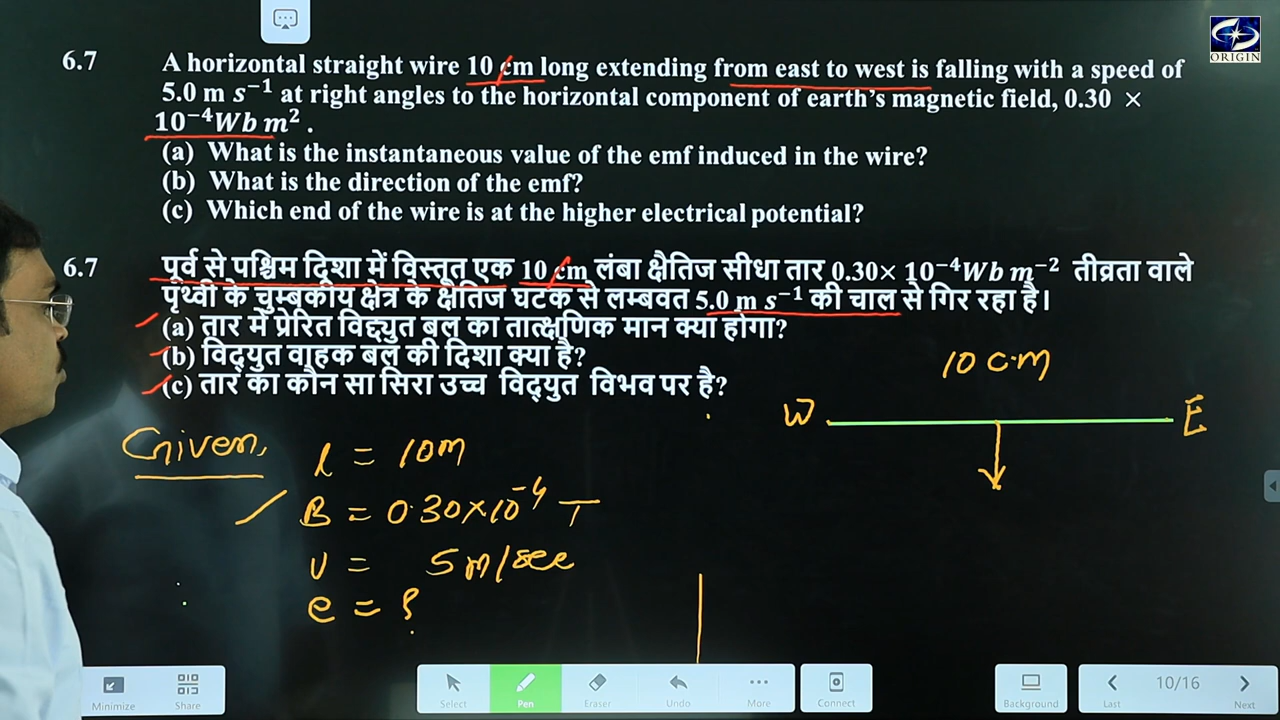 ORIGIN
6.7 A horizontal straight wire 10 cm long extending from east to west is falling with a speed of
5.0 m s⁻¹ at right angles to the horizontal component of earth's magnetic field, 0.30 ×
10⁻⁴Wb m² .
(a) What is the instantaneous value of the emf induced in the wire?
(b) What is the direction of the emf?
(c) Which end of the wire is at the higher electrical potential?
6.7 पूर्व से पश्चिम दिशा में विस्तृत एक 10 cm लंबा क्षैतिज सीधा तार 0.30× 10⁻⁴Wb m⁻² तीव्रता वाले
पृथ्वी के चुम्बकीय क्षेत्र के क्षैतिज घटक से लम्बवत 5.0 m s⁻¹ की चाल से गिर रहा है।
(a) तार में प्रेरित विद्युत बल का तात्क्षणिक मान क्या होगा?
(b) विद्युत वाहक बल की दिशा क्या है?
(c) तार का कौन सा सिरा उच्च विद्युत विभव पर है?
10 c.m
W E
Given,
l = 10m
B = 0.30×10⁻⁴ T
v = 5m/sec
e = ?
Minimize Share Select Pen Eraser Undo More Connect Background Last 10/16 Next